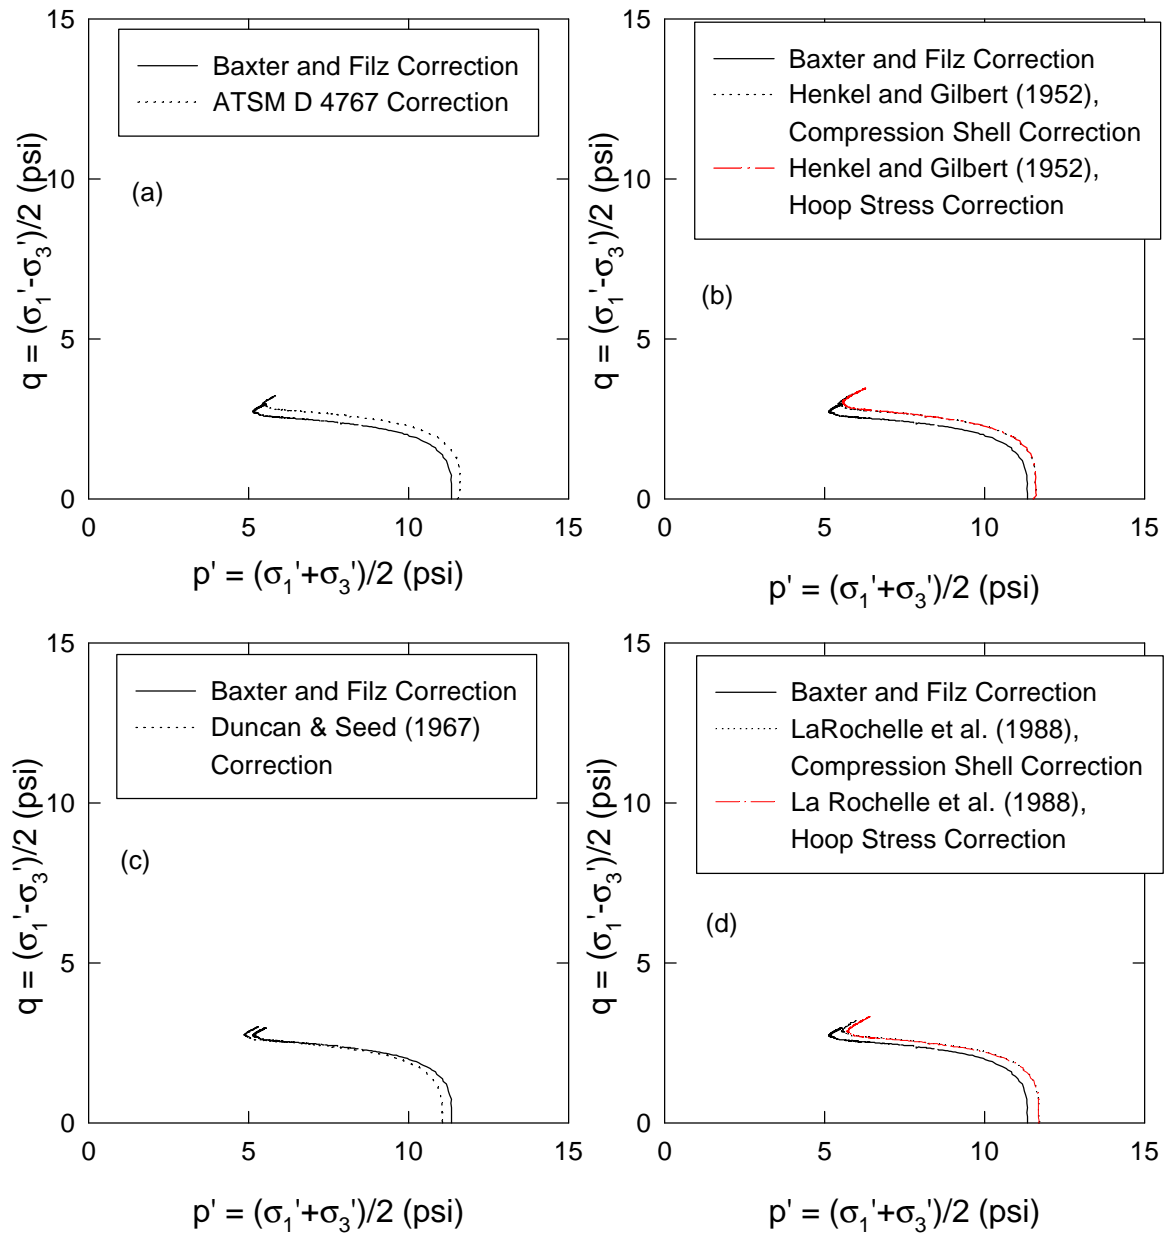 15
Baxter and Filz Correction
ATSM D 4767 Correction
10
(a)
5
0
0 5 10 15
q = (σ1'-σ3')/2 (psi)
p' = (σ1'+σ3')/2 (psi)
15
Baxter and Filz Correction
Henkel and Gilbert (1952),
Compression Shell Correction
Henkel and Gilbert (1952),
Hoop Stress Correction
10
(b)
5
0
0 5 10 15
q = (σ1'-σ3')/2 (psi)
p' = (σ1'+σ3')/2 (psi)
15
Baxter and Filz Correction
Duncan & Seed (1967)
Correction
10
(c)
5
0
0 5 10 15
q = (σ1'-σ3')/2 (psi)
p' = (σ1'+σ3')/2 (psi)
15
Baxter and Filz Correction
LaRochelle et al. (1988),
Compression Shell Correction
La Rochelle et al. (1988),
Hoop Stress Correction
10
(d)
5
0
0 5 10 15
q = (σ1'-σ3')/2 (psi)
p' = (σ1'+σ3')/2 (psi)